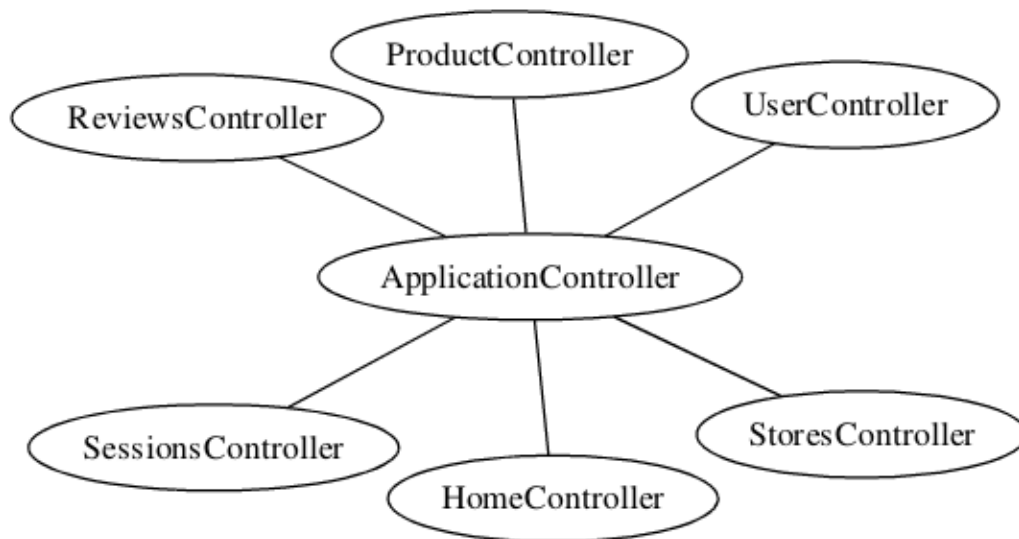 ProductController
UserController
ReviewsController
ApplicationController
StoresController
SessionsController
HomeController